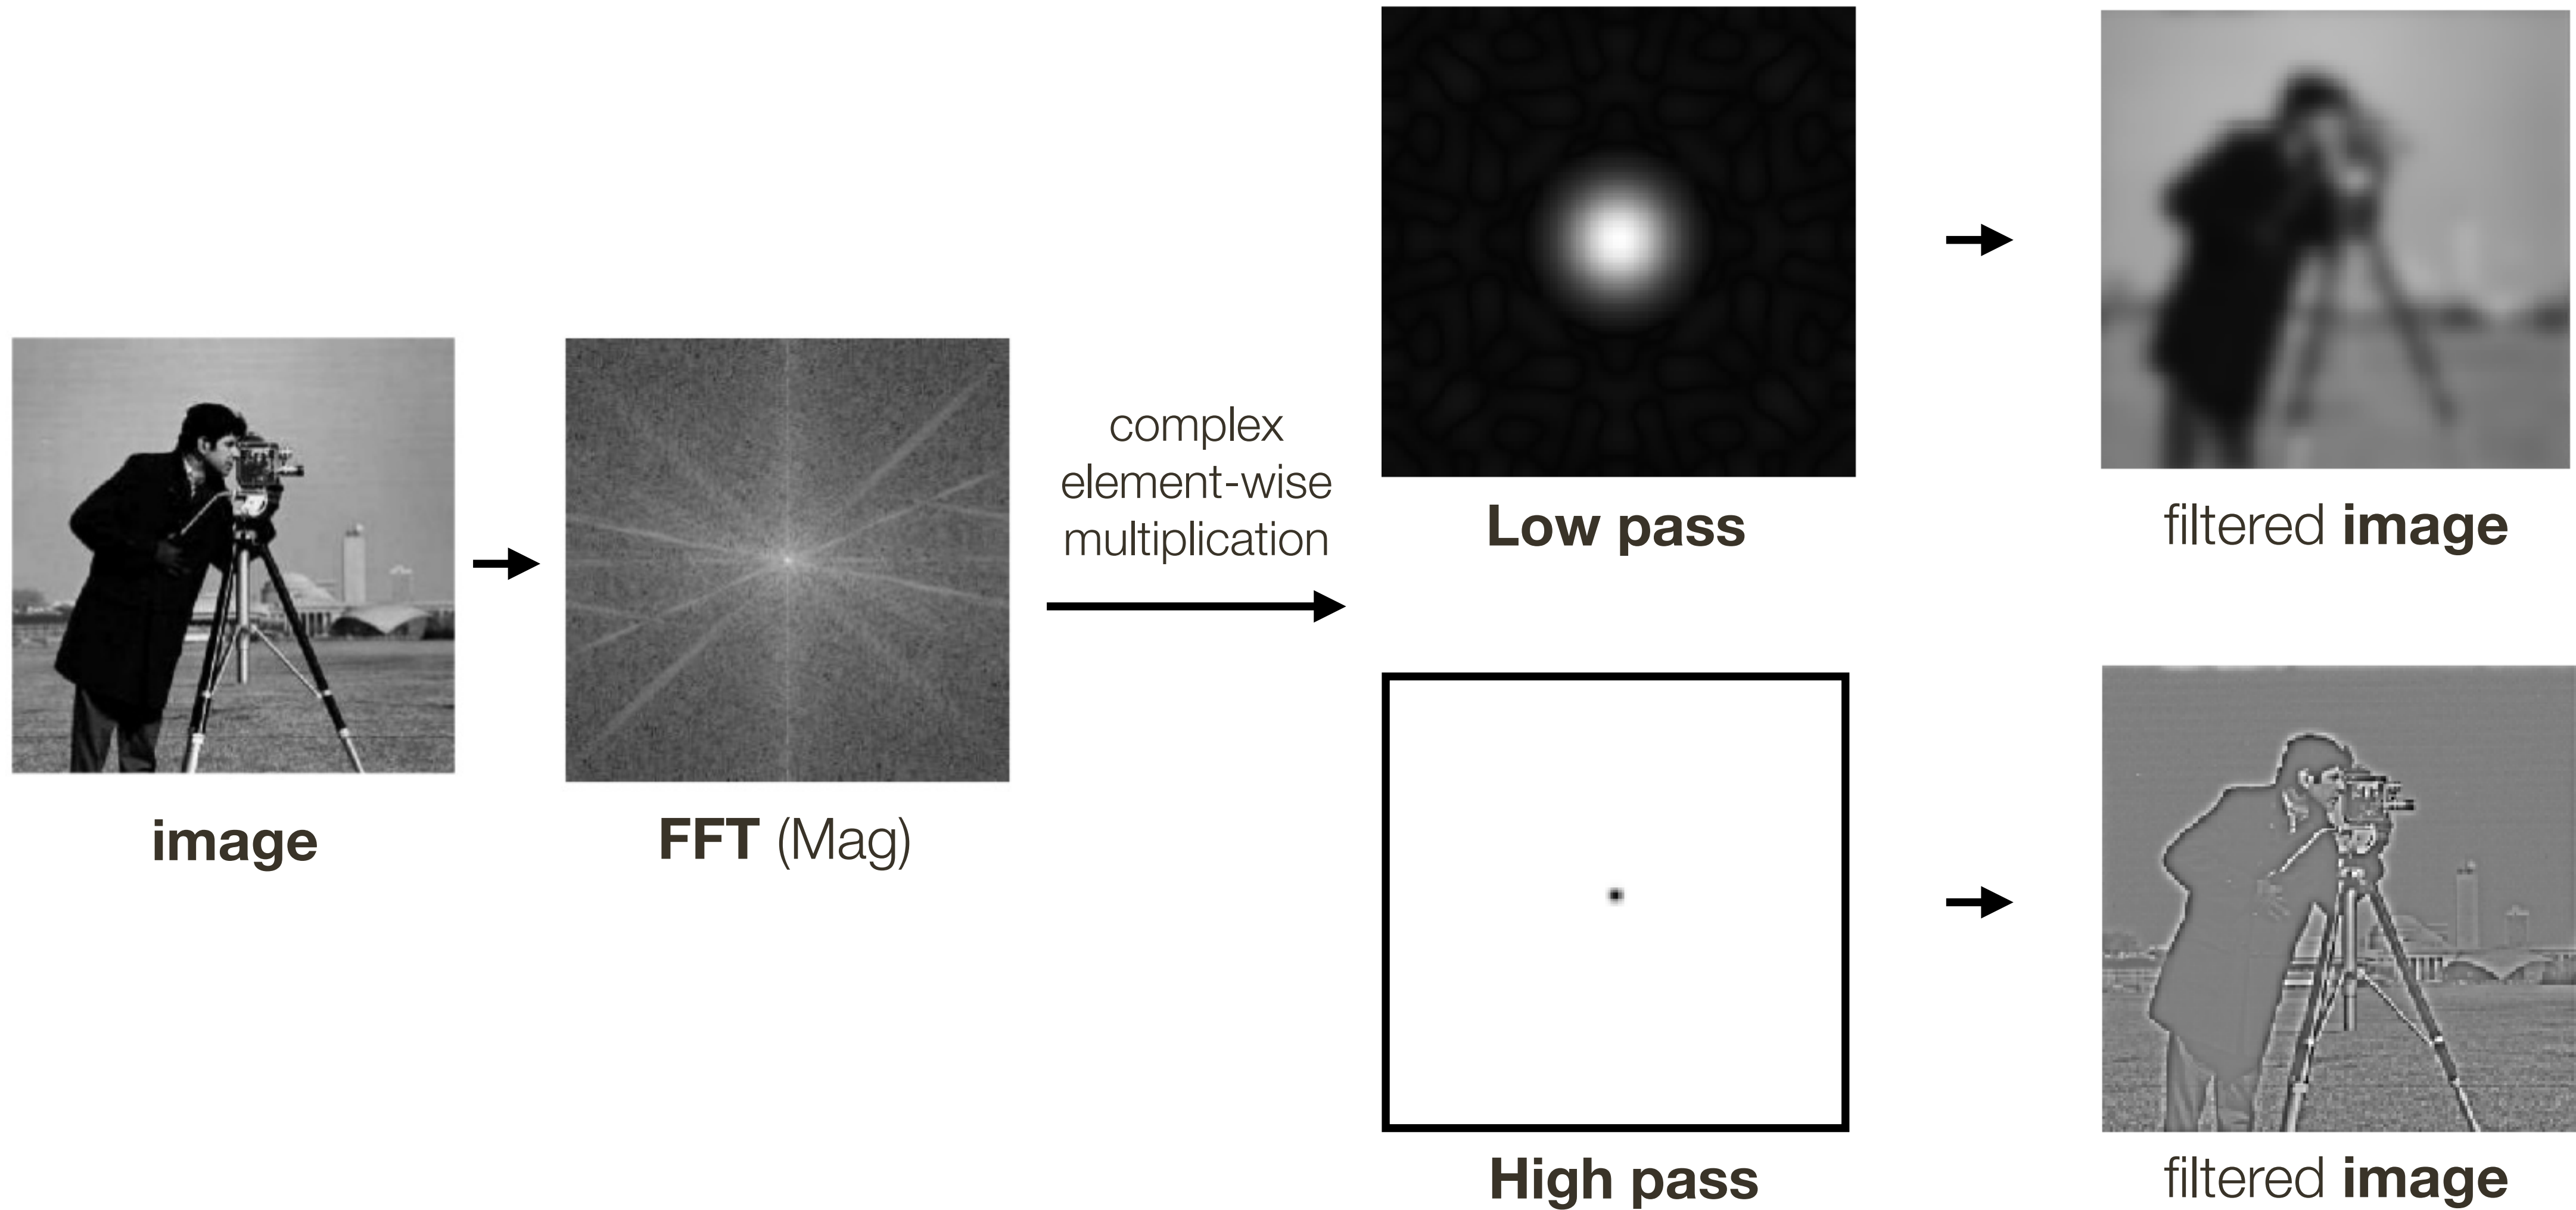 image
FFT (Mag)
complex
element-wise
multiplication
Low pass
filtered image
High pass
filtered image